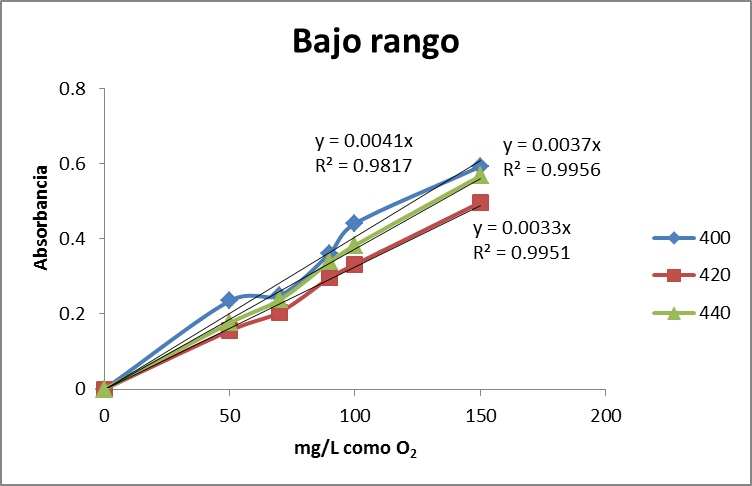 Bajo rango
Absorbancia
0.8
0.6
0.4
0.2
0
y = 0.0041x
R² = 0.9817
y = 0.0037x
R² = 0.9956
y = 0.0033x
R² = 0.9951
400
420
440
0 50 100 150 200
mg/L como O₂